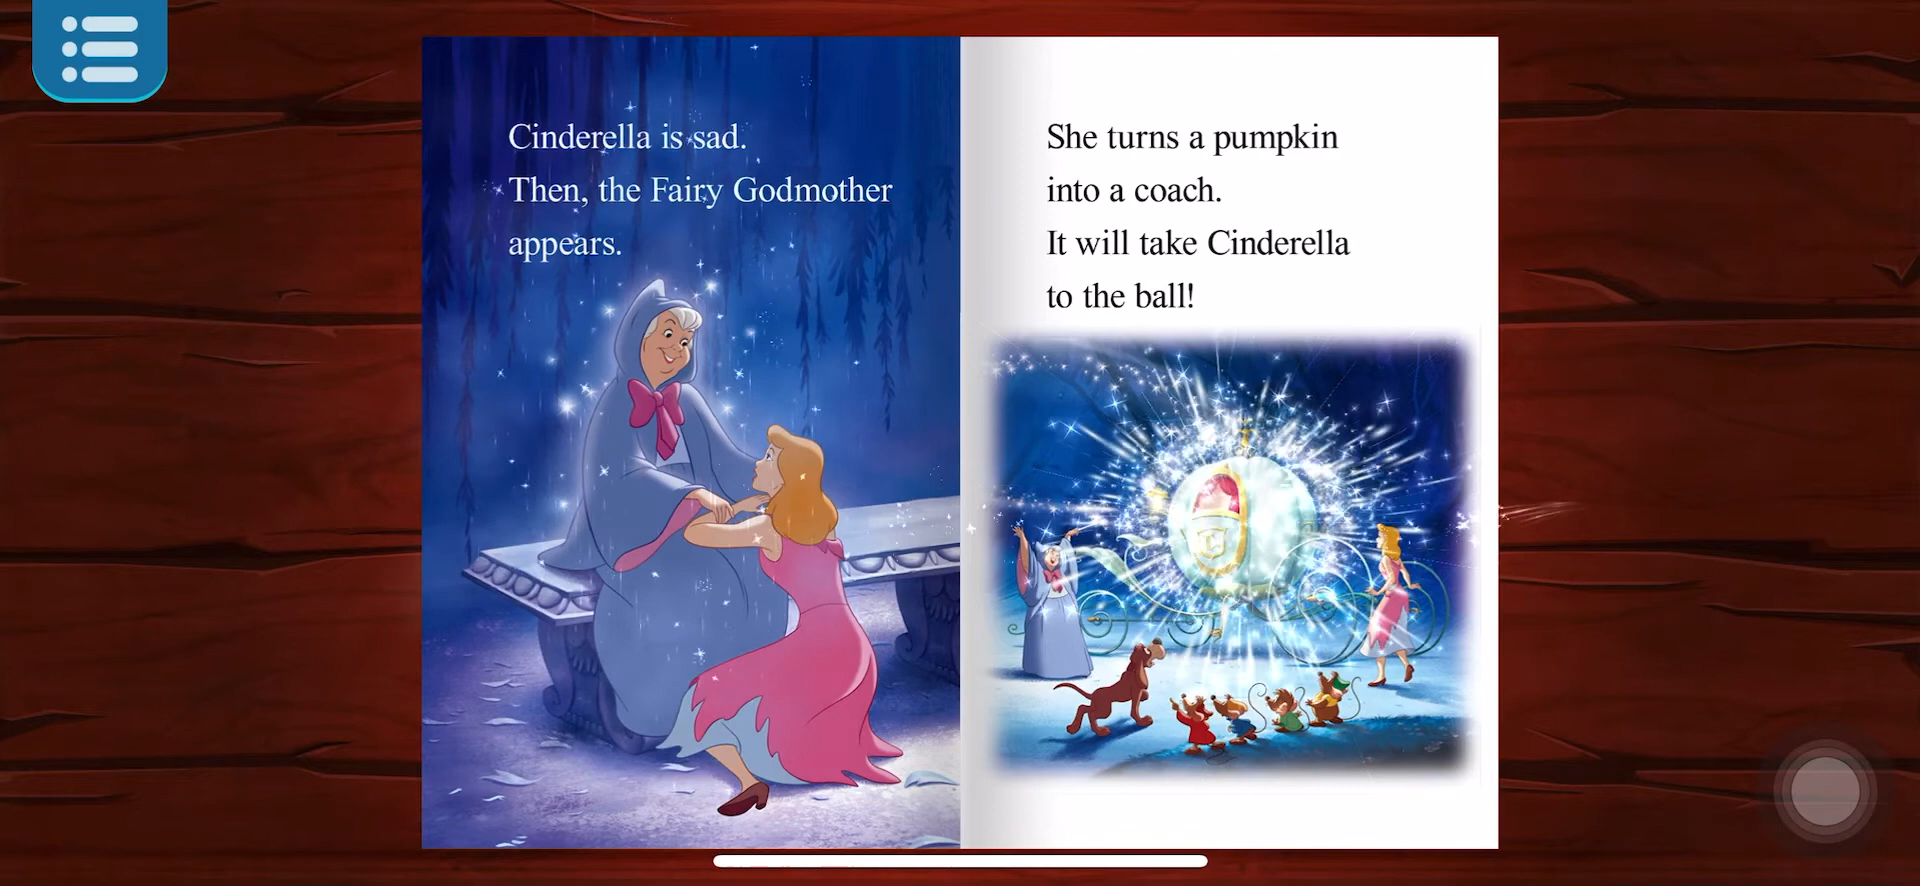 Cinderella is sad.
Then, the Fairy Godmother
appears.
She turns a pumpkin
into a coach.
It will take Cinderella
to the ball!